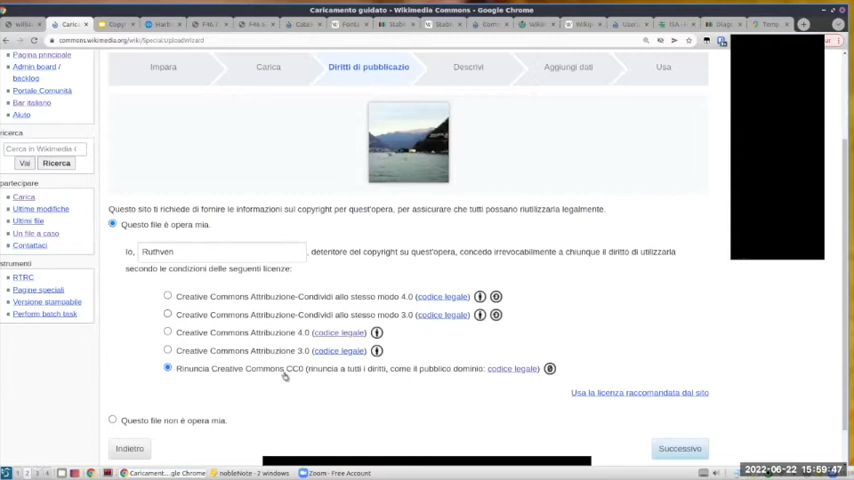 Caricamento guidato - Wikimedia Commons - Google Chrome
Pagina principale
Admin board /
backlog
Portale Comunità
Bar italiano
Aiuto
ricerca
Cerca in Wikimedia
Vai
Ricerca
partecipare
Carica
Ultime modifiche
Ultimi file
Un file a caso
Contattaci
strumenti
RTRC
Pagine speciali
Versione stampabile
Perform batch task
Impara
Carica
Diritti di pubblicazio
Descrivi
Aggiungi dati
Usa
Questo sito ti richiede di fornire le informazioni sul copyright per quest'opera, per assicurare che tutti possano riutilizzarla legalmente.
Questo file è opera mia.
Io, Ruthven , detentore del copyright su quest'opera, concedo irrevocabilmente a chiunque il diritto di utilizzarla
secondo le condizioni delle seguenti licenze:
Creative Commons Attribuzione-Condividi allo stesso modo 4.0 (codice legale)
Creative Commons Attribuzione-Condividi allo stesso modo 3.0 (codice legale)
Creative Commons Attribuzione 4.0 (codice legale)
Creative Commons Attribuzione 3.0 (codice legale)
Rinuncia Creative Commons CC0 (rinuncia a tutti i diritti, come il pubblico dominio: codice legale)
Usa la licenza raccomandata dal sito
Questo file non è opera mia.
Indietro
Successivo
Caricamento ...gle Chrome
nobleNote - 2 windows
Zoom - Free Account
2022-06-22 15:59:47